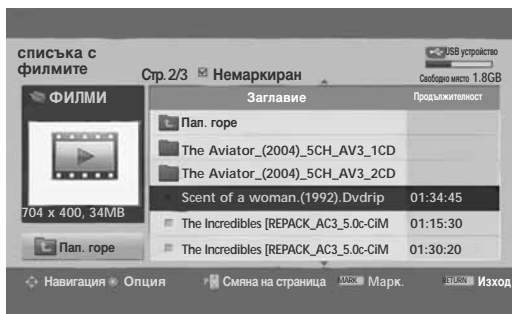 списъка с
филмите
Стр. 2/3 Немаркиран
USB устройство
Свободно място 1.8GB
ФИЛМИ
Заглавие
Продължителност
Пап. горе
The Aviator_(2004)_5CH_AV3_1CD
The Aviator_(2004)_5CH_AV3_2CD
Scent of a woman.(1992).Dvdrip 01:34:45
The Incredibles [REPACK_AC3_5.0c-CiM 01:15:30
The Incredibles [REPACK_AC3_5.0c-CiM 01:30:20
704 x 400, 34MB
Пап. горе
Навигация Опция P Смяна на страница MARK Марк. RETURN Изход